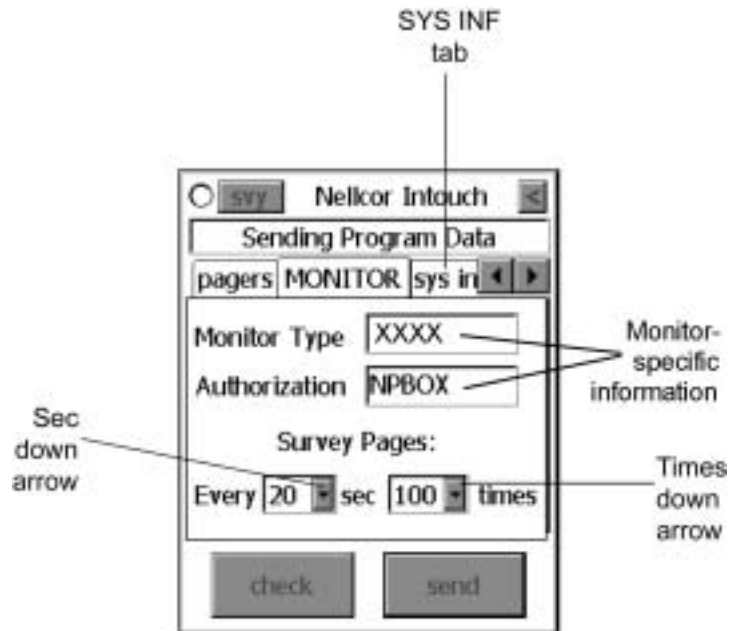 SYS INF
tab
svy Nellcor Intouch <
Sending Program Data
pagers MONITOR sys in
Monitor Type XXXX
Authorization NPBOX
Monitor-
specific
information
Sec
down
arrow
Survey Pages:
Every 20 sec 100 times
Times
down
arrow
check send